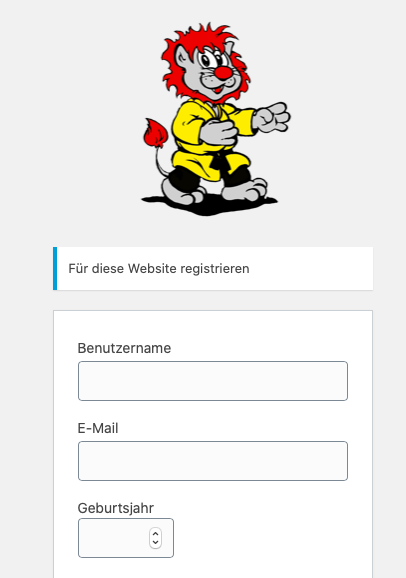 Für diese Website registrieren
Benutzername
E-Mail
Geburtsjahr